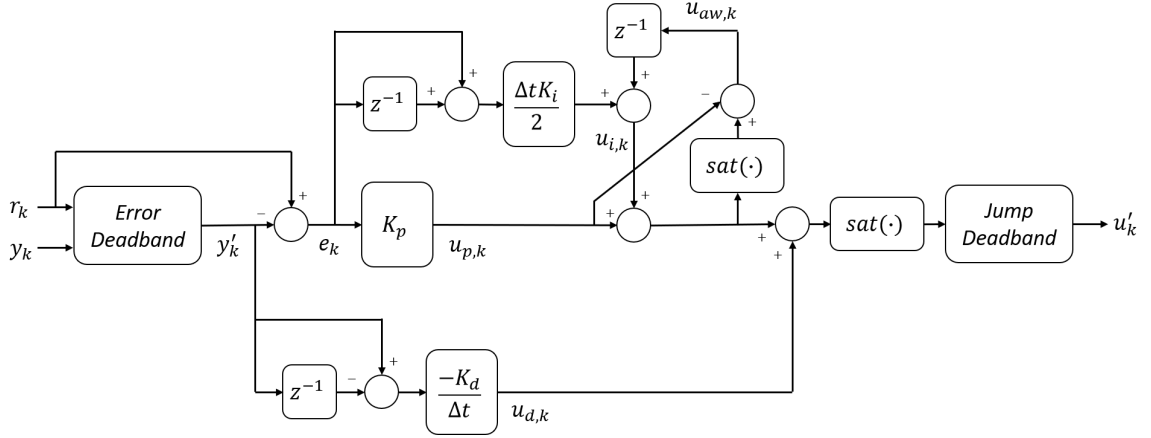 u_{aw,k}
z^{-1}
+
+
+
z^{-1}
+
ΔtK_i
2
+
−
+
u_{i,k}
sat(·)
r_k
y_k
Error
Deadband
y'_k
+
−
e_k
K_p
u_{p,k}
+
+
+
+
sat(·)
Jump
Deadband
u'_k
z^{-1}
−
+
−K_d
Δt
u_{d,k}